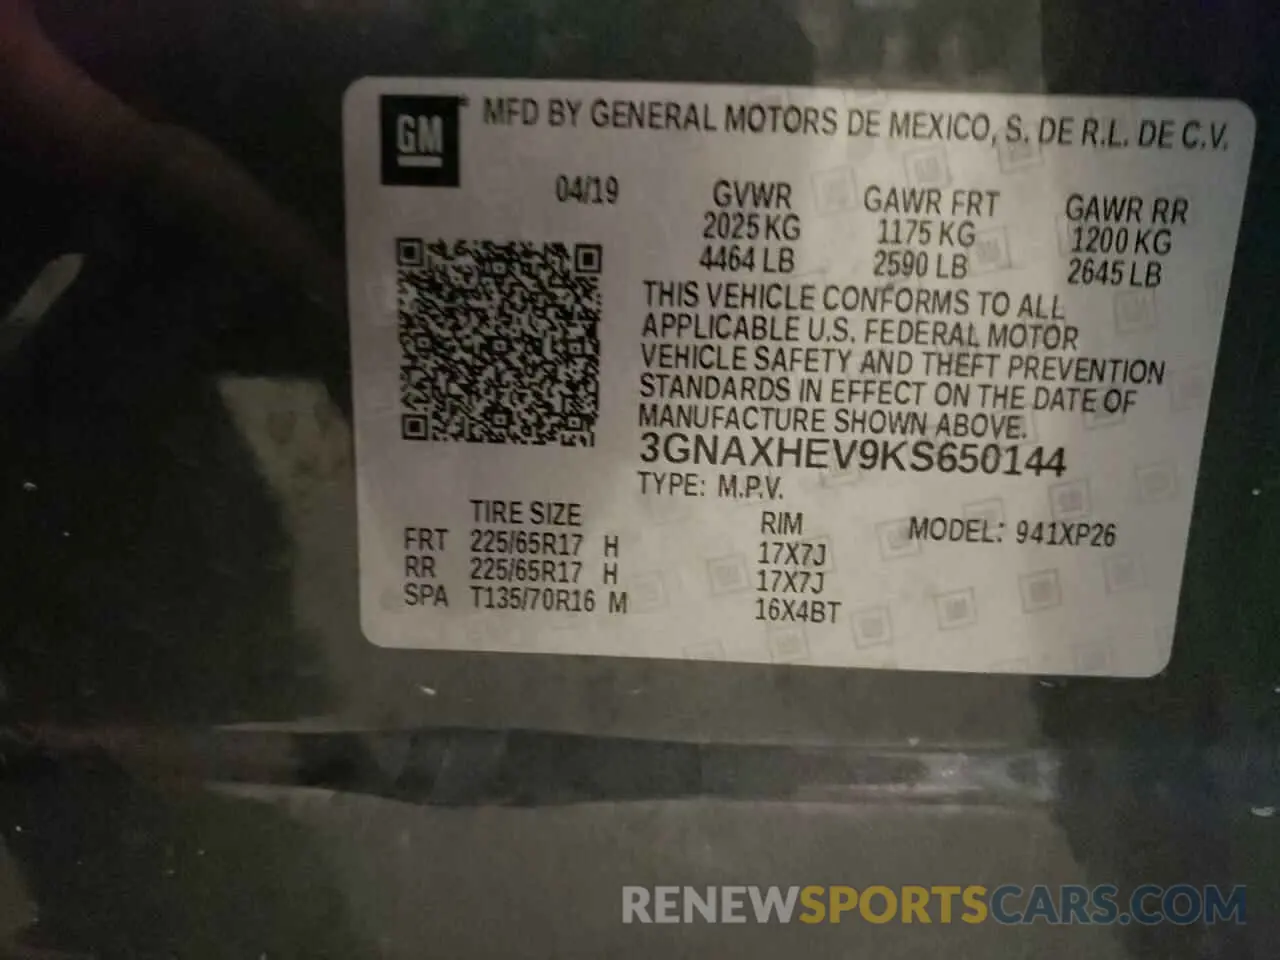 GM® MFD BY GENERAL MOTORS DE MEXICO, S. DE R.L. DE C.V.
04/19 GVWR GAWR FRT GAWR RR
2025 KG 1175 KG 1200 KG
4464 LB 2590 LB 2645 LB
THIS VEHICLE CONFORMS TO ALL
APPLICABLE U.S. FEDERAL MOTOR
VEHICLE SAFETY AND THEFT PREVENTION
STANDARDS IN EFFECT ON THE DATE OF
MANUFACTURE SHOWN ABOVE.
3GNAXHEV9KS650144
TYPE: M.P.V.
TIRE SIZE RIM MODEL: 941XP26
FRT 225/65R17 H 17X7J
RR 225/65R17 H 17X7J
SPA T135/70R16 M 16X4BT
RENEWSPORTSCARS.COM